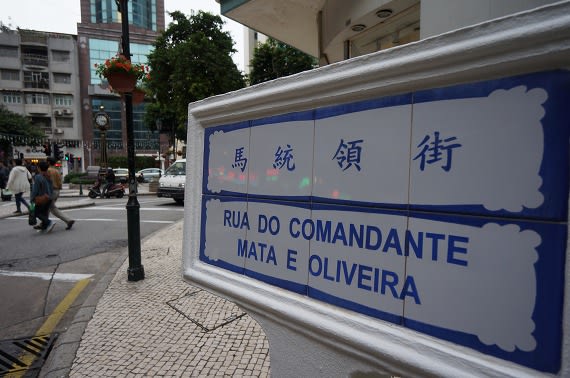 馬統領街
RUA DO COMANDANTE
MATA E OLIVEIRA